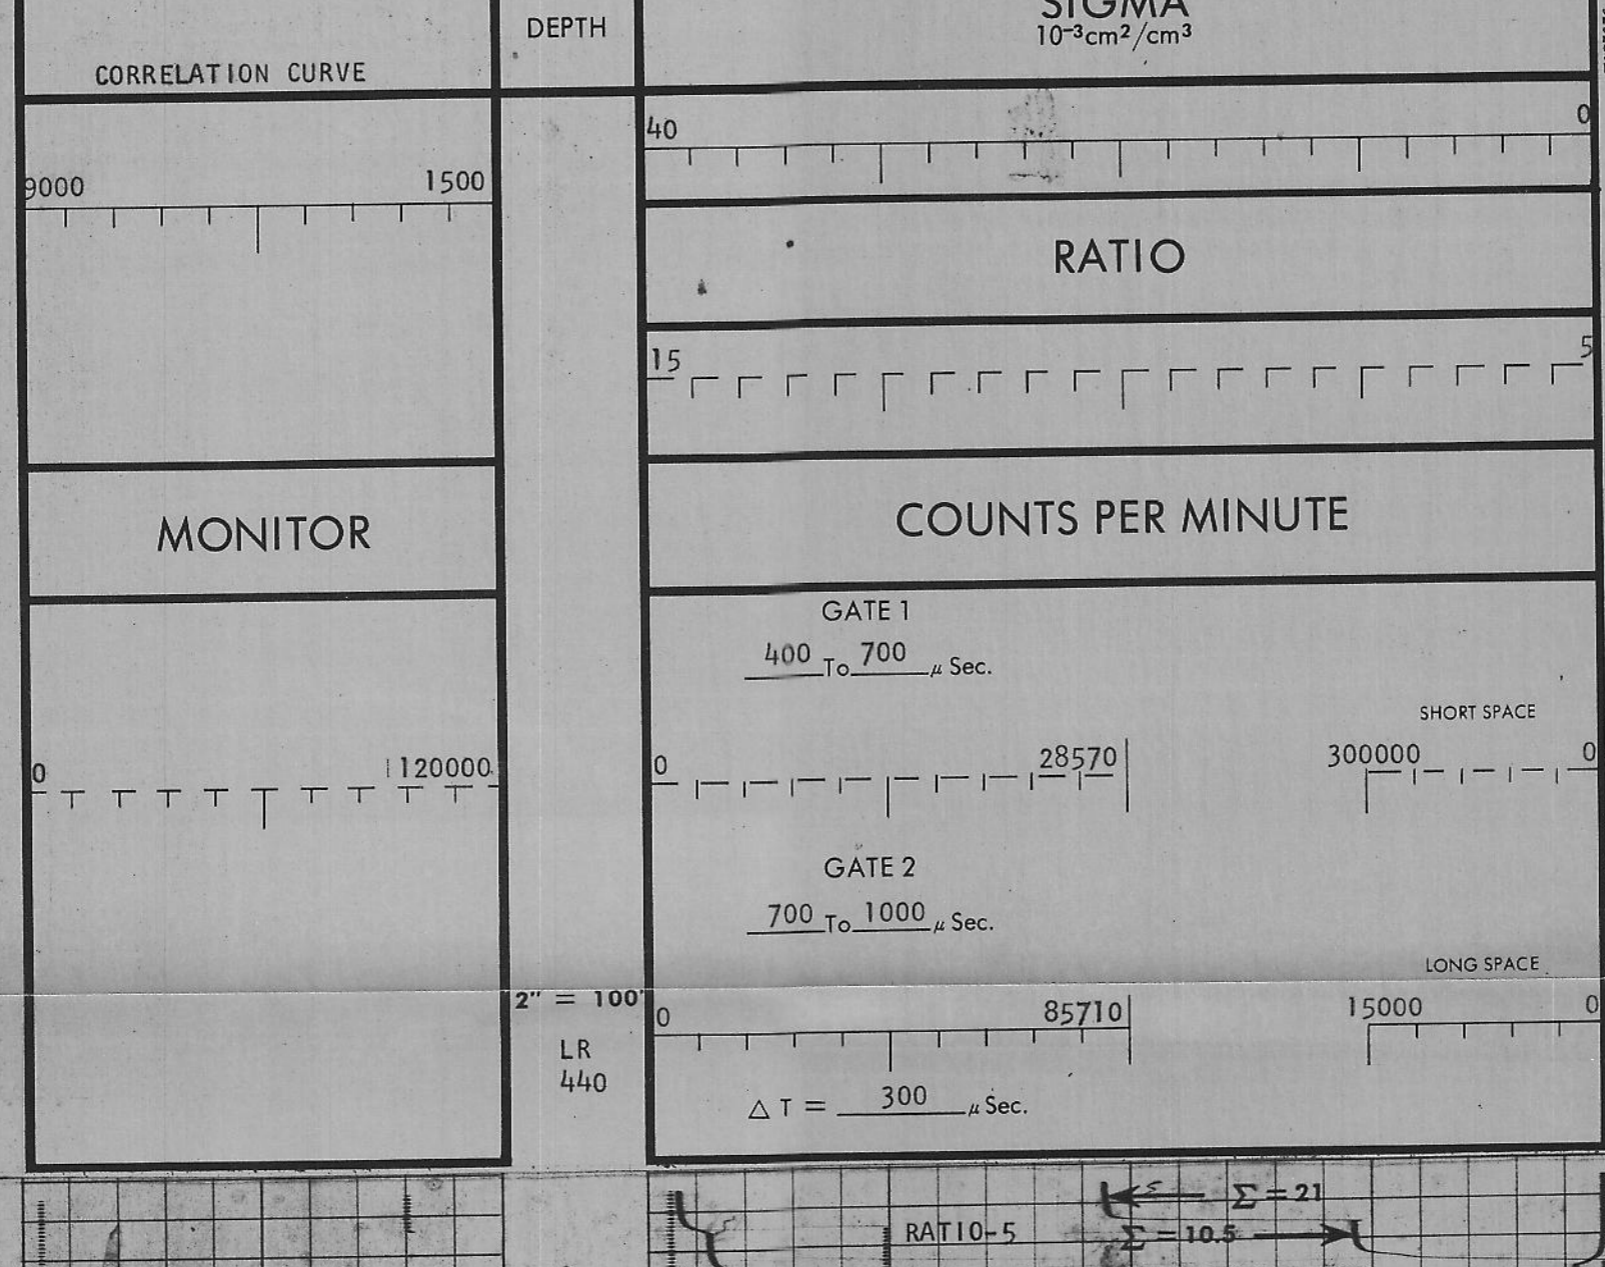 CORRELATION CURVE
9000 1500
MONITOR
0 120000
DEPTH
2" = 100'
LR
440
SIGMA
10⁻³cm²/cm³
40 0
RATIO
15 5
COUNTS PER MINUTE
GATE 1
400 To 700 μ Sec.
SHORT SPACE
0 28570 300000 0
GATE 2
700 To 1000 μ Sec.
LONG SPACE
0 85710 15000 0
△ T = 300 μ Sec.
Σ = 21
RATIO-5 Σ = 10.5